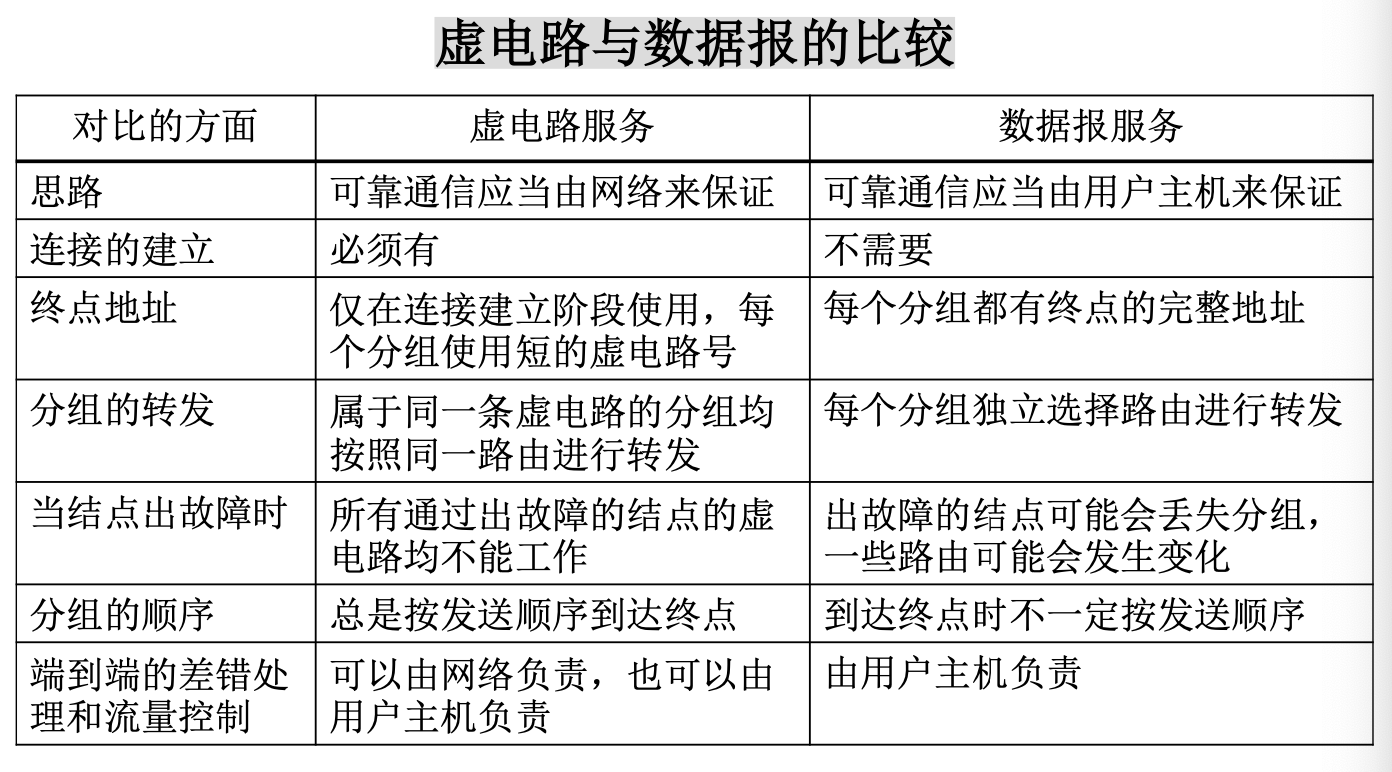 虚电路与数据报的比较
对比的方面 虚电路服务 数据报服务
思路 可靠通信应当由网络来保证 可靠通信应当由用户主机来保证
连接的建立 必须有 不需要
终点地址 仅在连接建立阶段使用，每 每个分组都有终点的完整地址
个分组使用短的虚电路号
分组的转发 属于同一条虚电路的分组均 每个分组独立选择路由进行转发
按照同一路由进行转发
当结点出故障时 所有通过出故障的结点的虚 出故障的结点可能会丢失分组，
电路均不能工作 一些路由可能会发生变化
分组的顺序 总是按发送顺序到达终点 到达终点时不一定按发送顺序
端到端的差错处 可以由网络负责，也可以由 由用户主机负责
理和流量控制 用户主机负责